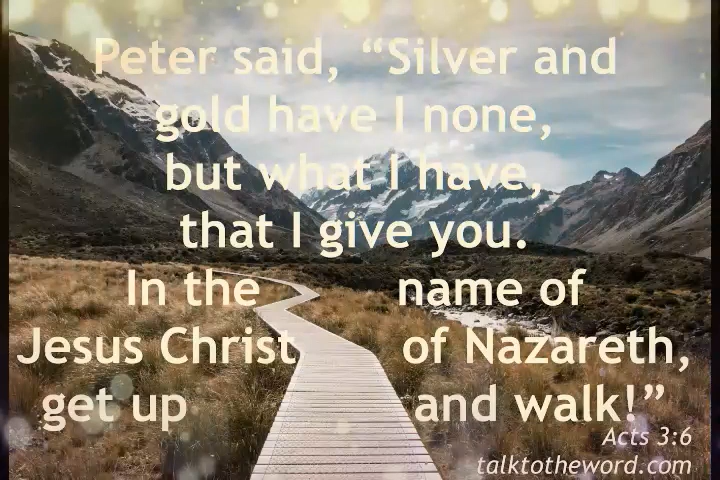 Peter said, “Silver and
gold have I none,
but what I have,
that I give you.
In the name of
Jesus Christ of Nazareth,
get up and walk!”
Acts 3:6
talktotheword.com